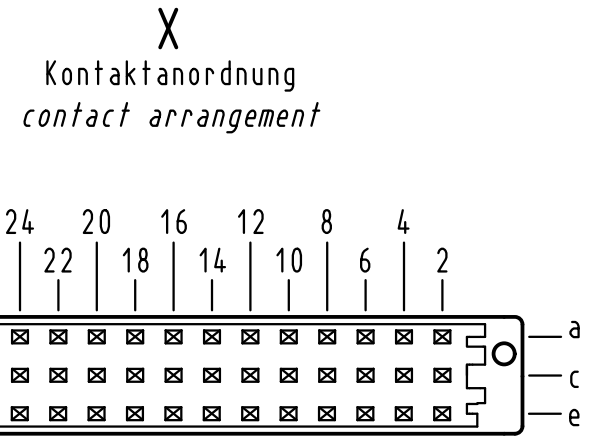 X
Kontaktanordnung
contact arrangement
24 20 16 12 8 4
22 18 14 10 6 2
a
c
e